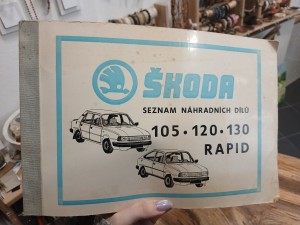 ŠKODA
SEZNAM NÁHRADNÍCH DÍLŮ
105 • 120 • 130
RAPID